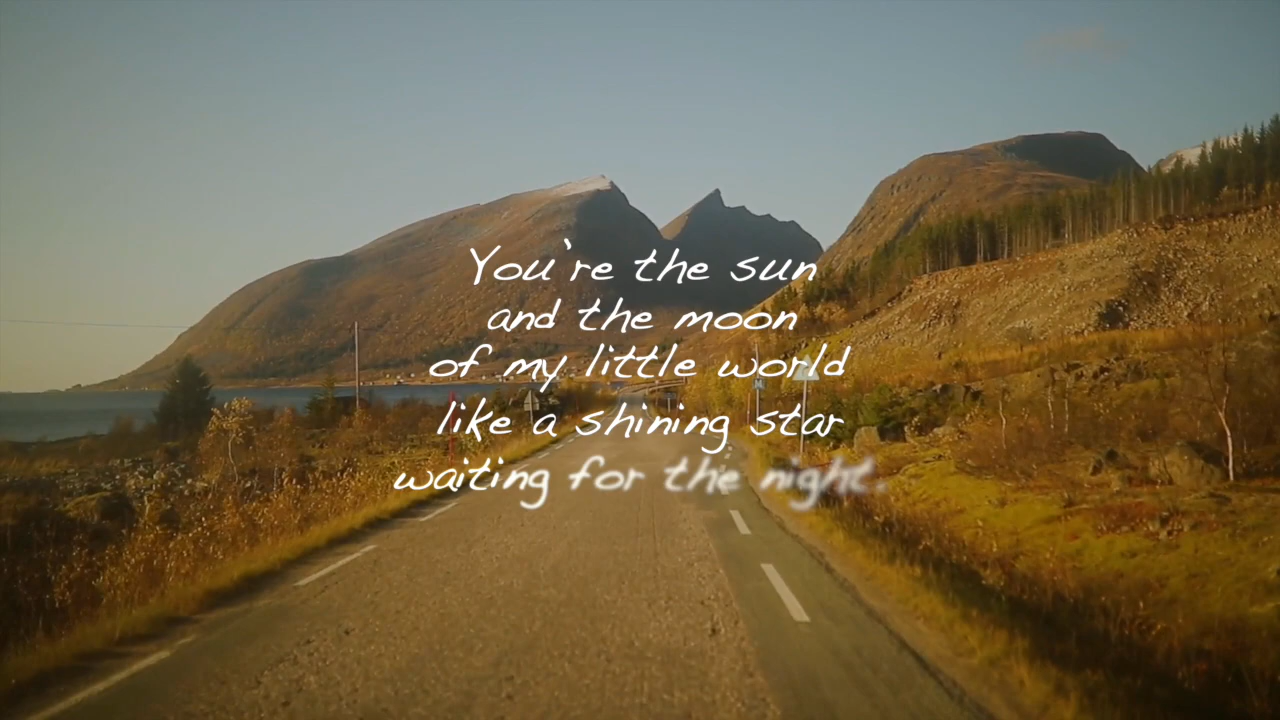 You're the sun
and the moon
of my little world
like a shining star
waiting for the night.